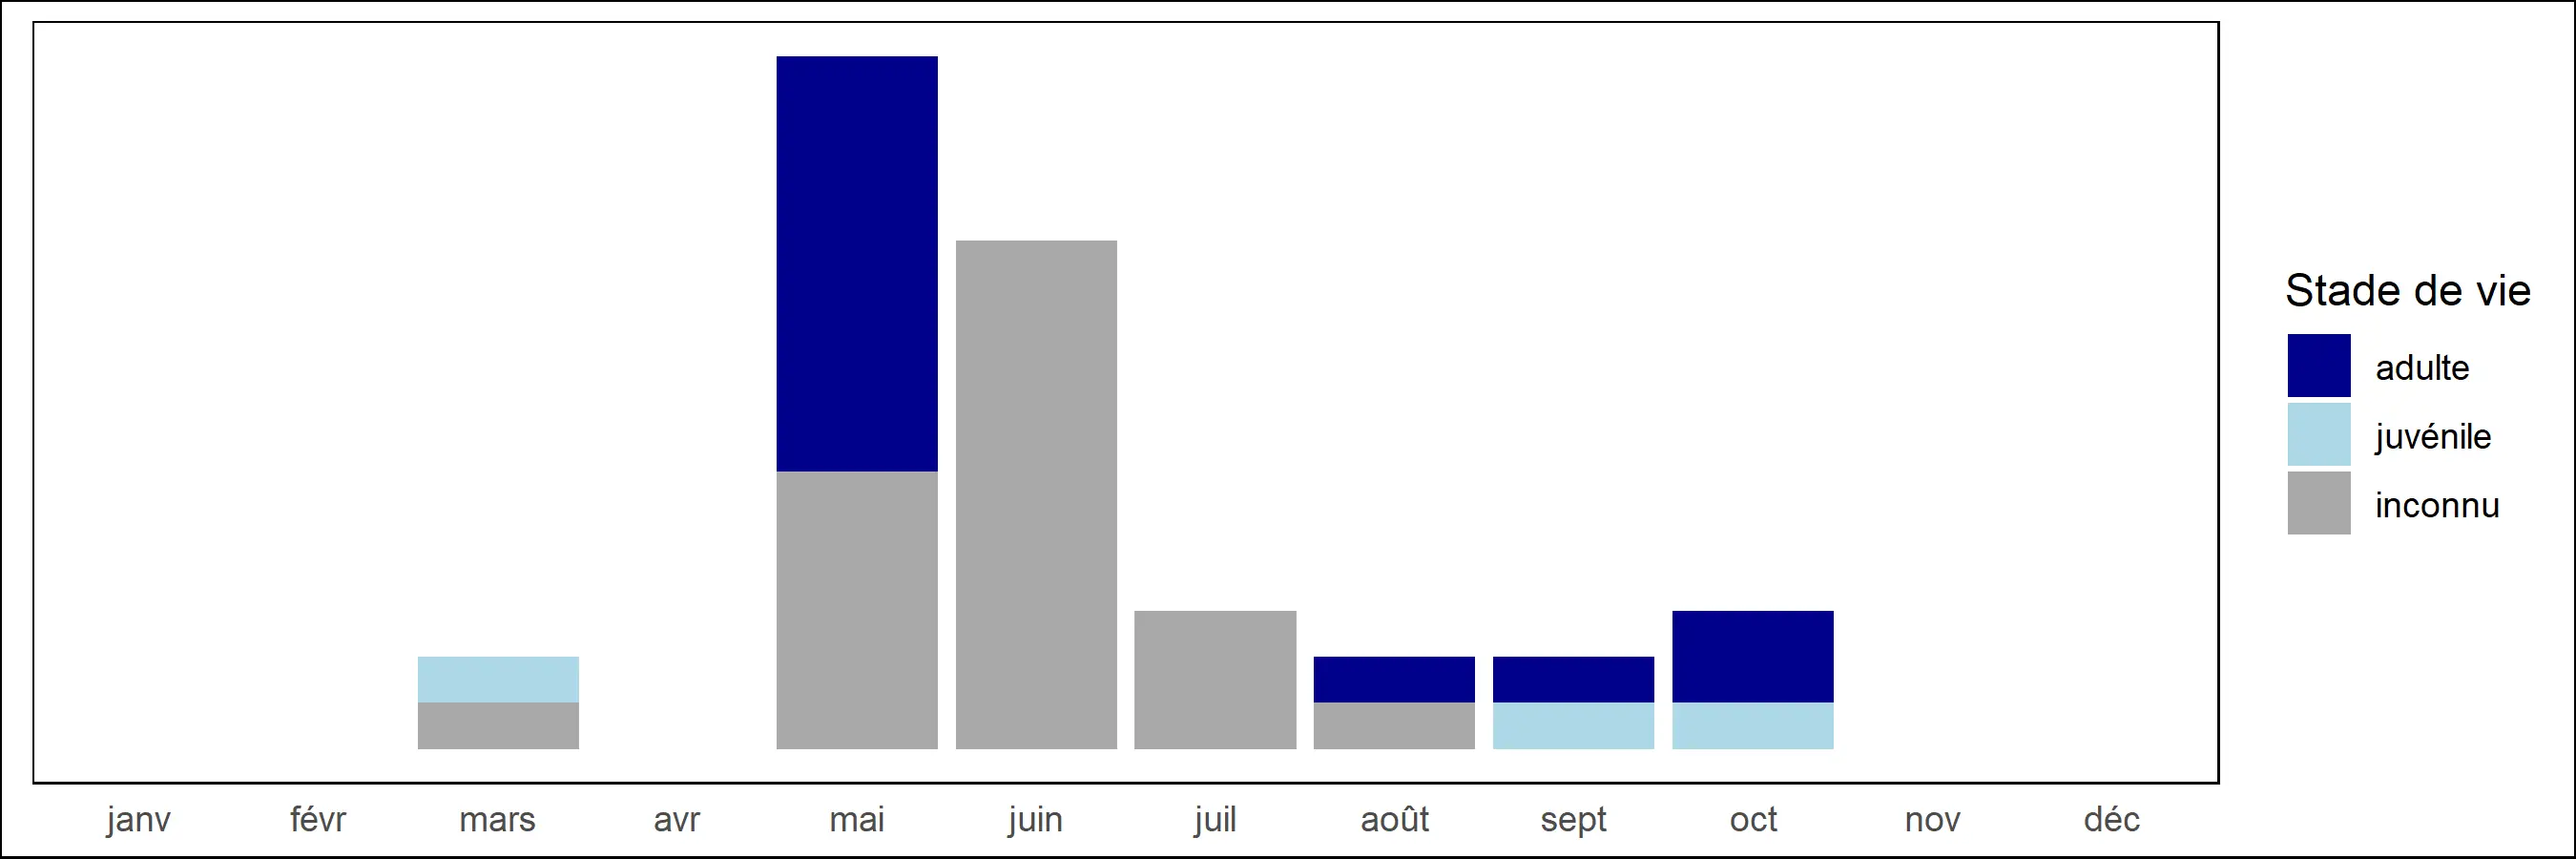 Stade de vie
adulte
juvénile
inconnu
janv févr mars avr mai juin juil août sept oct nov déc